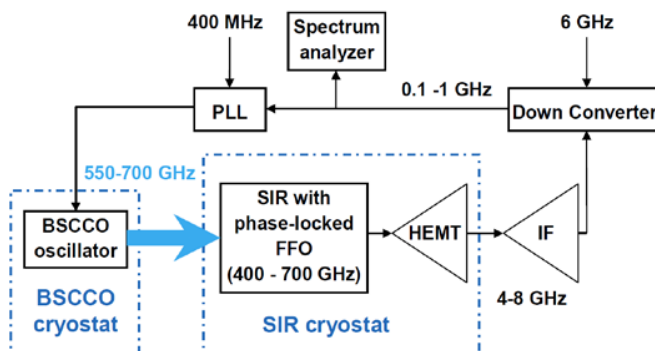 400 MHz
Spectrum
analyzer
6 GHz
0.1 -1 GHz
PLL
Down Converter
550-700 GHz
BSCCO
oscillator
SIR with
phase-locked
FFO
(400 - 700 GHz)
HEMT
IF
4-8 GHz
BSCCO
cryostat
SIR cryostat